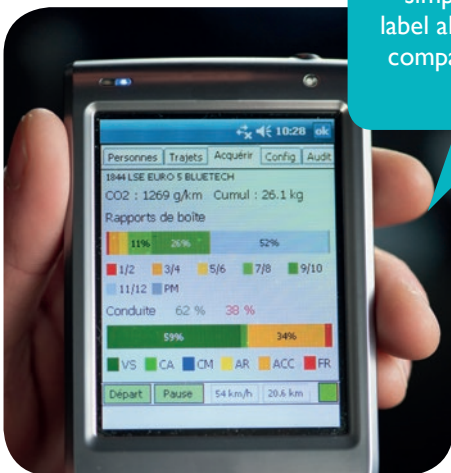 label al
compa
10:28 ok
Personnes Trajets Acquérir Config Audit
1844 LSE EURO 5 BLUETECH
CO2 : 1269 g/km Cumul : 26.1 kg
Rapports de boîte
11% 26% 52%
1/2 3/4 5/6 7/8 9/10
11/12 PM
Conduite 62 % 38 %
59% 34%
VS CA CM AR ACC FR
Départ Pause 54 km/h 20.6 km